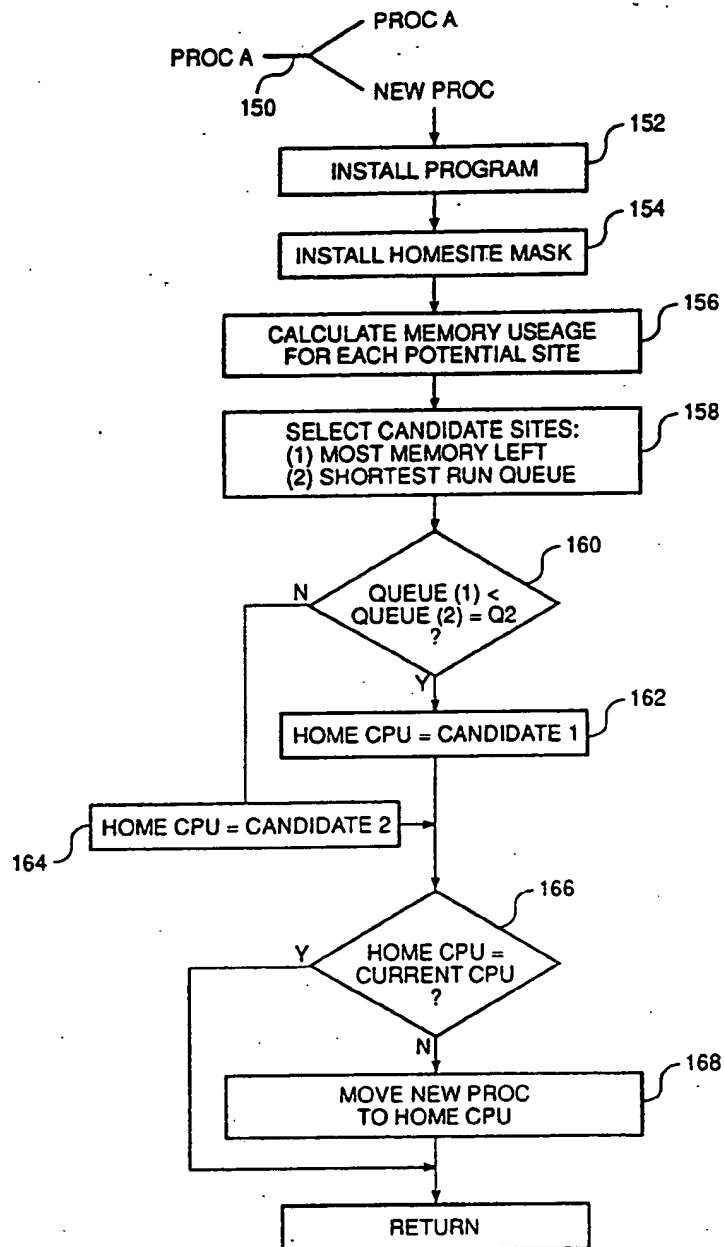 PROC A
PROC A
150
NEW PROC
152
INSTALL PROGRAM
154
INSTALL HOMESITE MASK
156
CALCULATE MEMORY USEAGE
FOR EACH POTENTIAL SITE
158
SELECT CANDIDATE SITES:
(1) MOST MEMORY LEFT
(2) SHORTEST RUN QUEUE
160
N
QUEUE (1) <
QUEUE (2) = Q2
?
Y
162
HOME CPU = CANDIDATE 1
HOME CPU = CANDIDATE 2
164
166
Y
HOME CPU =
CURRENT CPU
?
N
168
MOVE NEW PROC
TO HOME CPU
RETURN